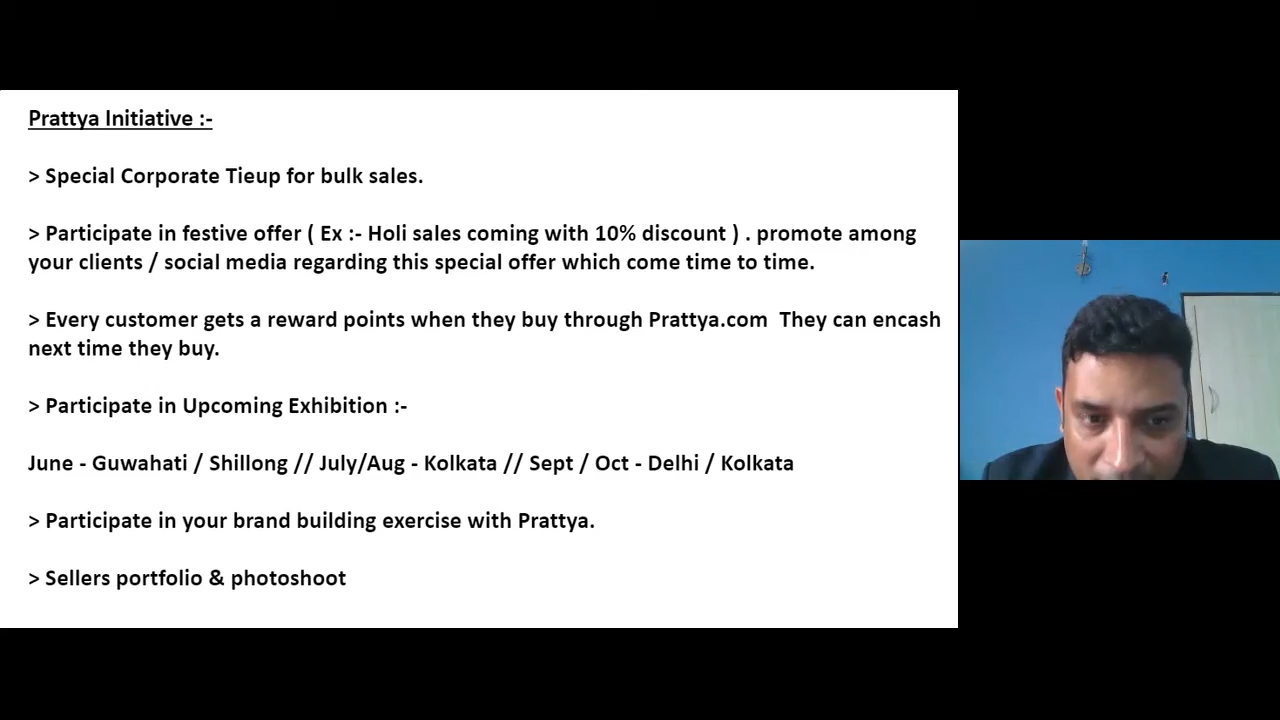 Prattya Initiative :-
> Special Corporate Tieup for bulk sales.
> Participate in festive offer ( Ex :- Holi sales coming with 10% discount ) . promote among
your clients / social media regarding this special offer which come time to time.
> Every customer gets a reward points when they buy through Prattya.com  They can encash
next time they buy.
> Participate in Upcoming Exhibition :-
June - Guwahati / Shillong // July/Aug - Kolkata // Sept / Oct - Delhi / Kolkata
> Participate in your brand building exercise with Prattya.
> Sellers portfolio & photoshoot